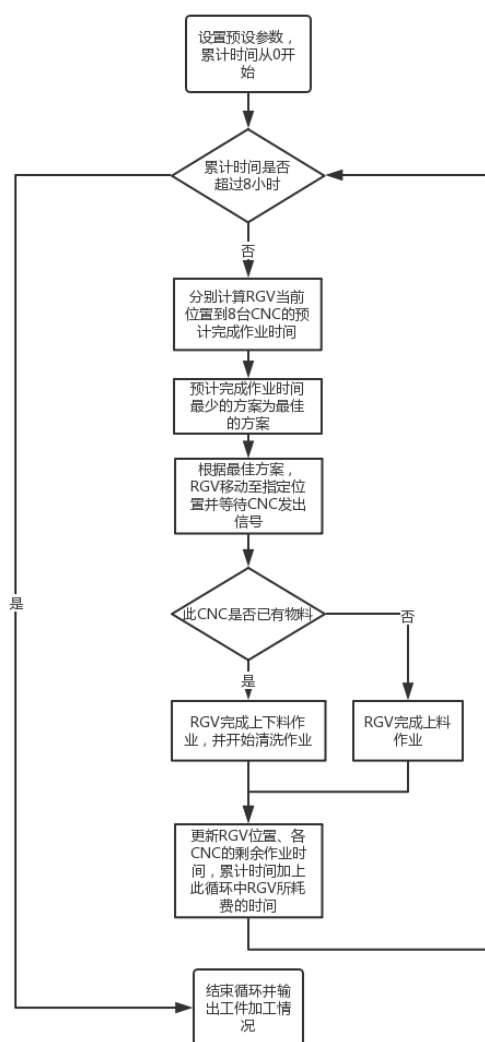 设置预设参数，
累计时间从0开
始
累计时间是否
超过8小时
否
分别计算RGV当前
位置到8台CNC的预
计完成作业时间
预计完成作业时间
最少的方案为最佳
的方案
根据最佳方案，
RGV移动至指定位
置并等待CNC发出
信号
是
此CNC是否已有物料
否
是
RGV完成上下料作
业，并开始清洗作业
RGV完成上料
作业
更新RGV位置、各
CNC的剩余作业时
间，累计时间加上
此循环中RGV所耗
费的时间
结束循环并输
出工件加工情
况